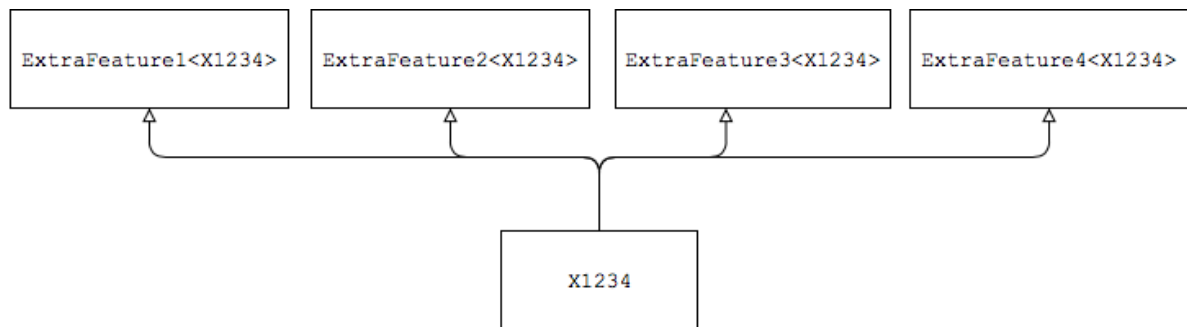 ExtraFeature1<X1234>
ExtraFeature2<X1234>
ExtraFeature3<X1234>
ExtraFeature4<X1234>
X1234